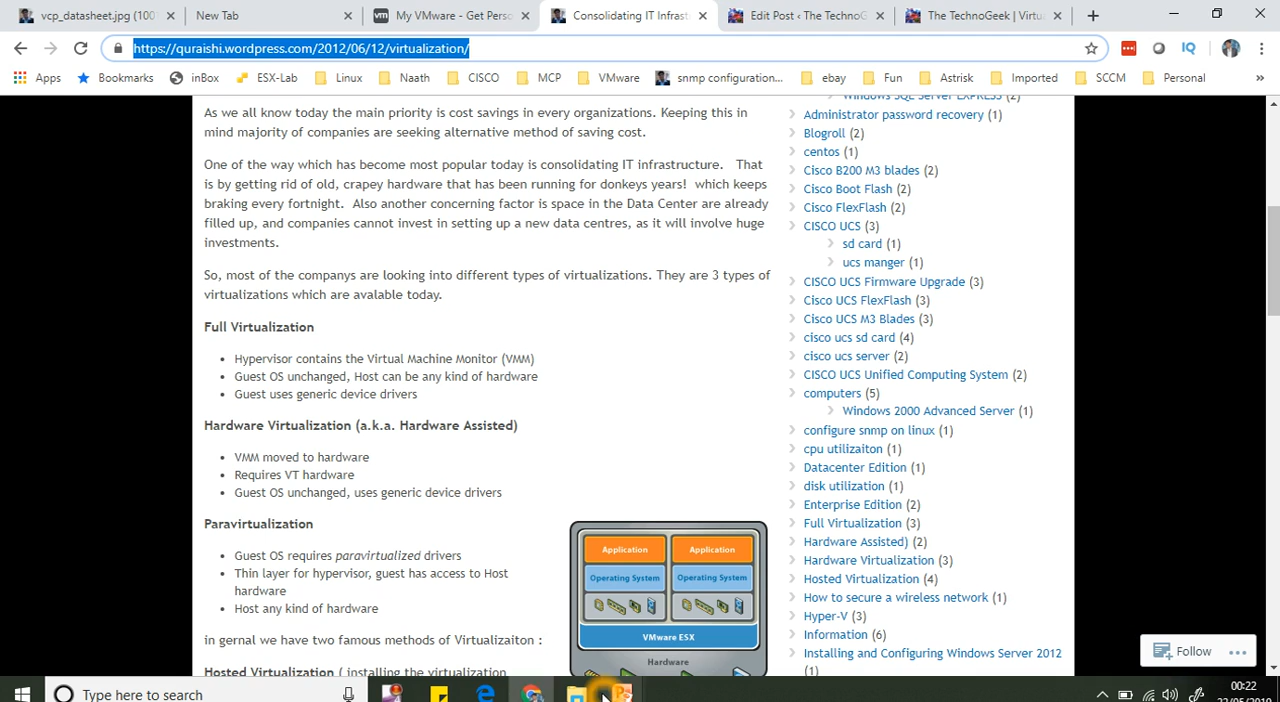 vcp_datasheet.jpg (100
New Tab
My VMware - Get Perso
Consolidating IT Infrast
Edit Post ‹ The TechnoG
The TechnoGeek | Virtu
https://quraishi.wordpress.com/2012/06/12/virtualization/
Apps
Bookmarks
inBox
ESX-Lab
Linux
Naath
CISCO
MCP
VMware
snmp configuration...
ebay
Fun
Astrisk
Imported
SCCM
Personal
»
As we all know today the main priority is cost savings in every organizations. Keeping this in
mind majority of companies are seeking alternative method of saving cost.
One of the way which has become most popular today is consolidating IT infrastructure. That
is by getting rid of old, crapey hardware that has been running for donkeys years! which keeps
braking every fortnight. Also another concerning factor is space in the Data Center are already
filled up, and companies cannot invest in setting up a new data centres, as it will involve huge
investments.
So, most of the companys are looking into different types of virtualizations. They are 3 types of
virtualizations which are avalable today.
Full Virtualization
• Hypervisor contains the Virtual Machine Monitor (VMM)
• Guest OS unchanged, Host can be any kind of hardware
• Guest uses generic device drivers
Hardware Virtualization (a.k.a. Hardware Assisted)
• VMM moved to hardware
• Requires VT hardware
• Guest OS unchanged, uses generic device drivers
Paravirtualization
• Guest OS requires paravirtualized drivers
• Thin layer for hypervisor, guest has access to Host
hardware
• Host any kind of hardware
in gernal we have two famous methods of Virtualizaiton :
Hosted Virtualization ( installing the virtualization
Application
Application
Operating System
Operating System
VMware ESX
Hardware
Windows SQL Server EXPRESS (2)
Administrator password recovery (1)
Blogroll (2)
centos (1)
Cisco B200 M3 blades (2)
Cisco Boot Flash (2)
Cisco FlexFlash (2)
CISCO UCS (3)
sd card (1)
ucs manger (1)
CISCO UCS Firmware Upgrade (3)
Cisco UCS FlexFlash (3)
Cisco UCS M3 Blades (3)
cisco ucs sd card (4)
cisco ucs server (2)
CISCO UCS Unified Computing System (2)
computers (5)
Windows 2000 Advanced Server (1)
configure snmp on linux (1)
cpu utilizaiton (1)
Datacenter Edition (1)
disk utilization (1)
Enterprise Edition (2)
Full Virtualization (3)
Hardware Assisted) (2)
Hardware Virtualization (3)
Hosted Virtualization (4)
How to secure a wireless network (1)
Hyper-V (3)
Information (6)
Installing and Configuring Windows Server 2012
(1)
Follow
Type here to search
00:22